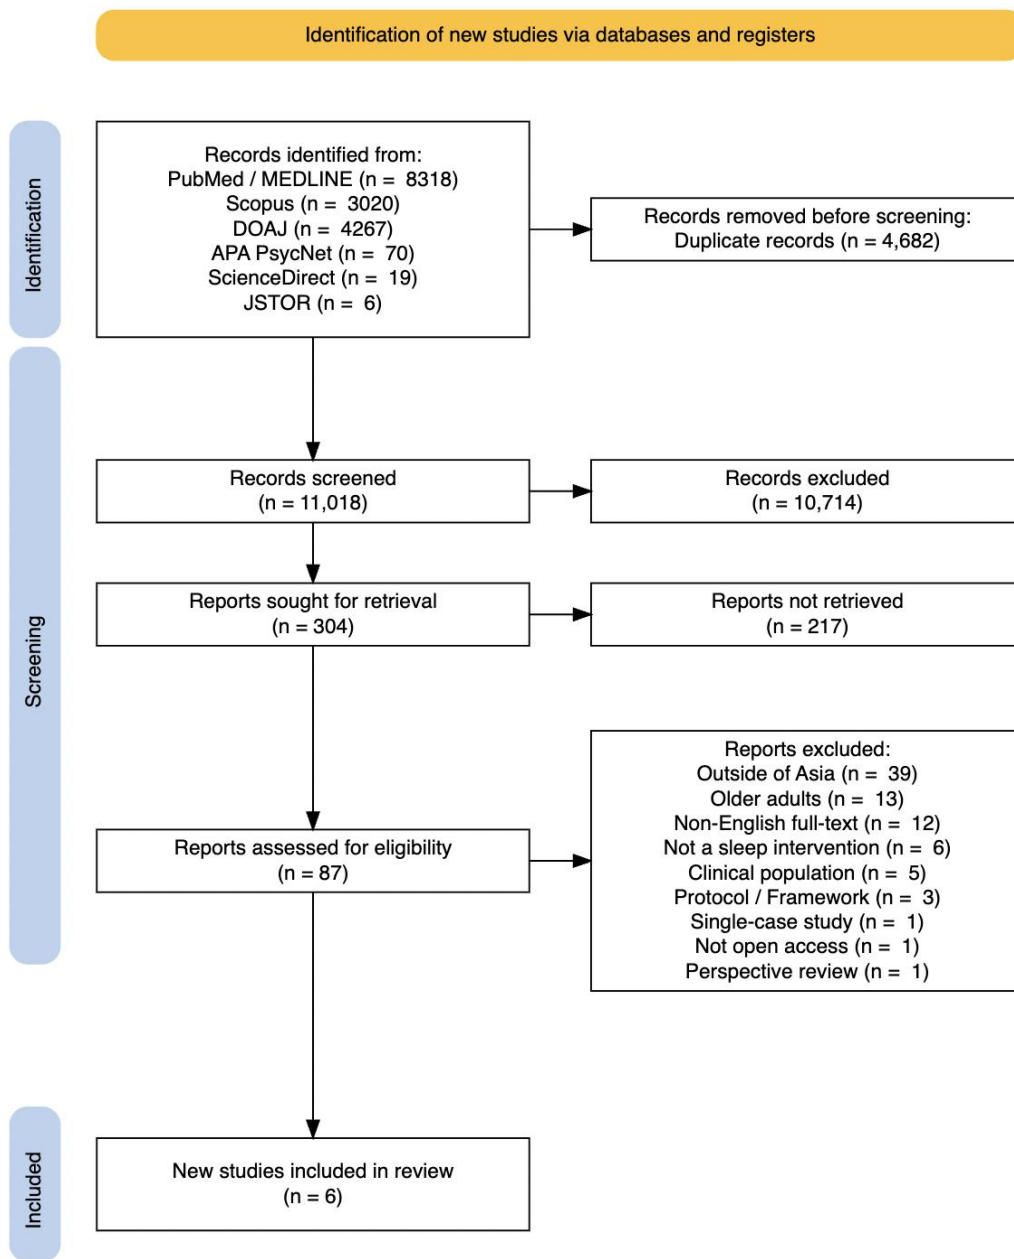 Identification of new studies via databases and registers
Identification
Records identified from:
PubMed / MEDLINE (n = 8318)
Scopus (n = 3020)
DOAJ (n = 4267)
APA PsycNet (n = 70)
ScienceDirect (n = 19)
JSTOR (n = 6)
Records removed before screening:
Duplicate records (n = 4,682)
Screening
Records screened
(n = 11,018)
Records excluded
(n = 10,714)
Reports sought for retrieval
(n = 304)
Reports not retrieved
(n = 217)
Reports assessed for eligibility
(n = 87)
Reports excluded:
Outside of Asia (n = 39)
Older adults (n = 13)
Non-English full-text (n = 12)
Not a sleep intervention (n = 6)
Clinical population (n = 5)
Protocol / Framework (n = 3)
Single-case study (n = 1)
Not open access (n = 1)
Perspective review (n = 1)
Included
New studies included in review
(n = 6)